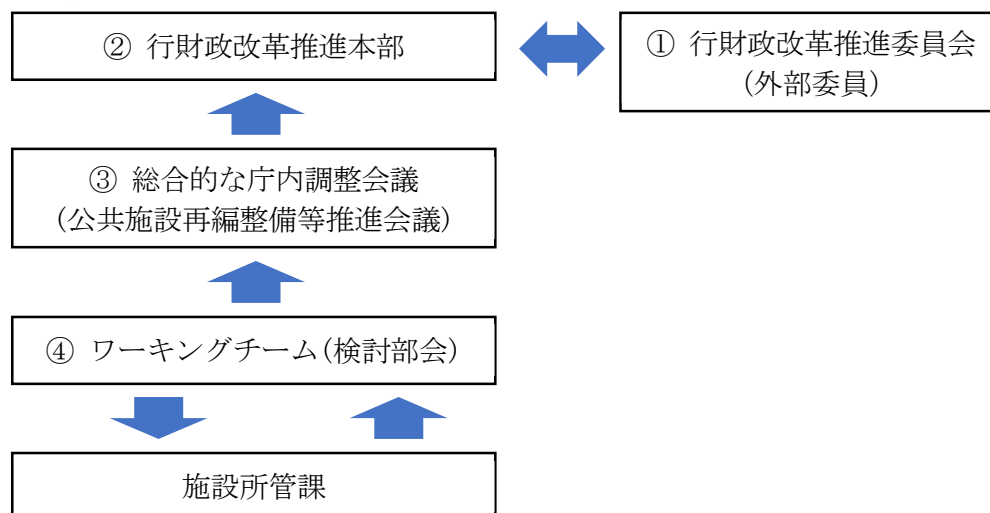 ② 行財政改革推進本部
① 行財政改革推進委員会
(外部委員)
③ 総合的な庁内調整会議
(公共施設再編整備等推進会議)
④ ワーキングチーム(検討部会)
施設所管課